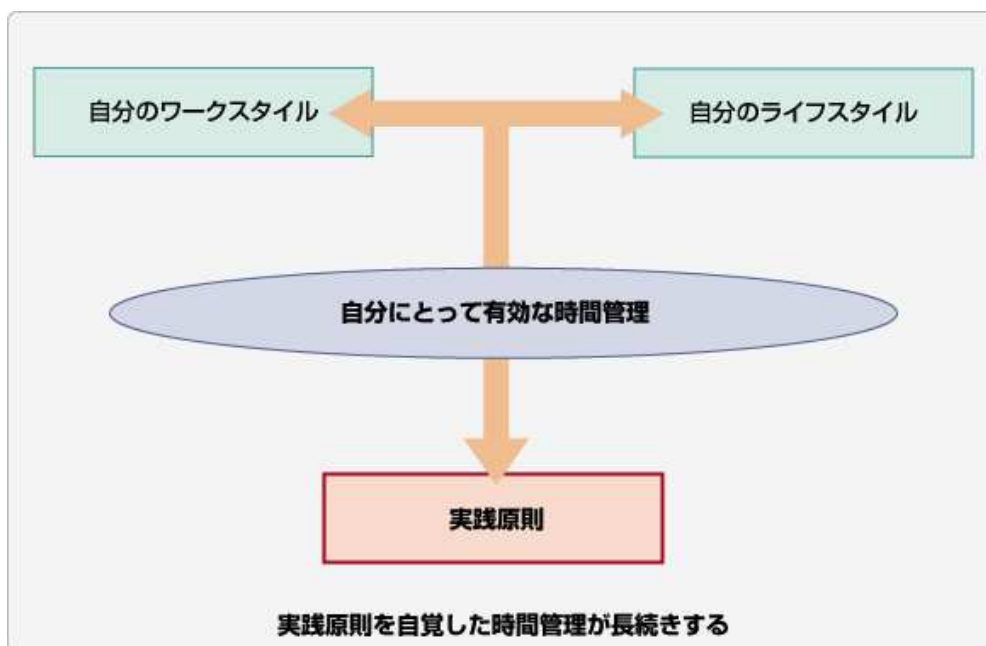 自分のワークスタイル
自分のライフスタイル
自分にとって有効な時間管理
実践原則
実践原則を自覚した時間管理が長続きする